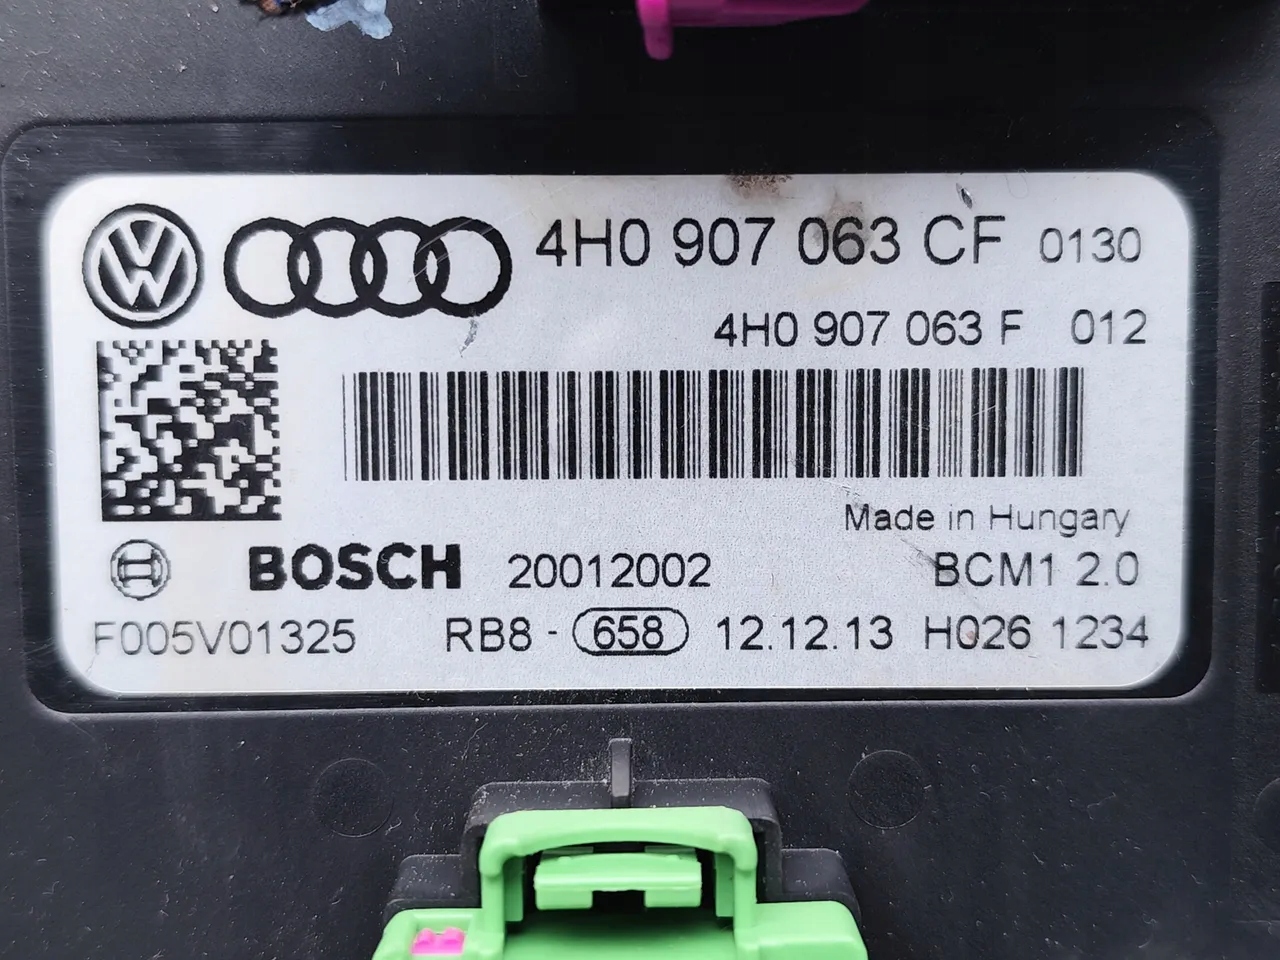 4H0 907 063 CF 0130
4H0 907 063 F 012
Made in Hungary
BOSCH 20012002 BCM1 2.0
F005V01325 RB8 - 658 12.12.13 H026 1234